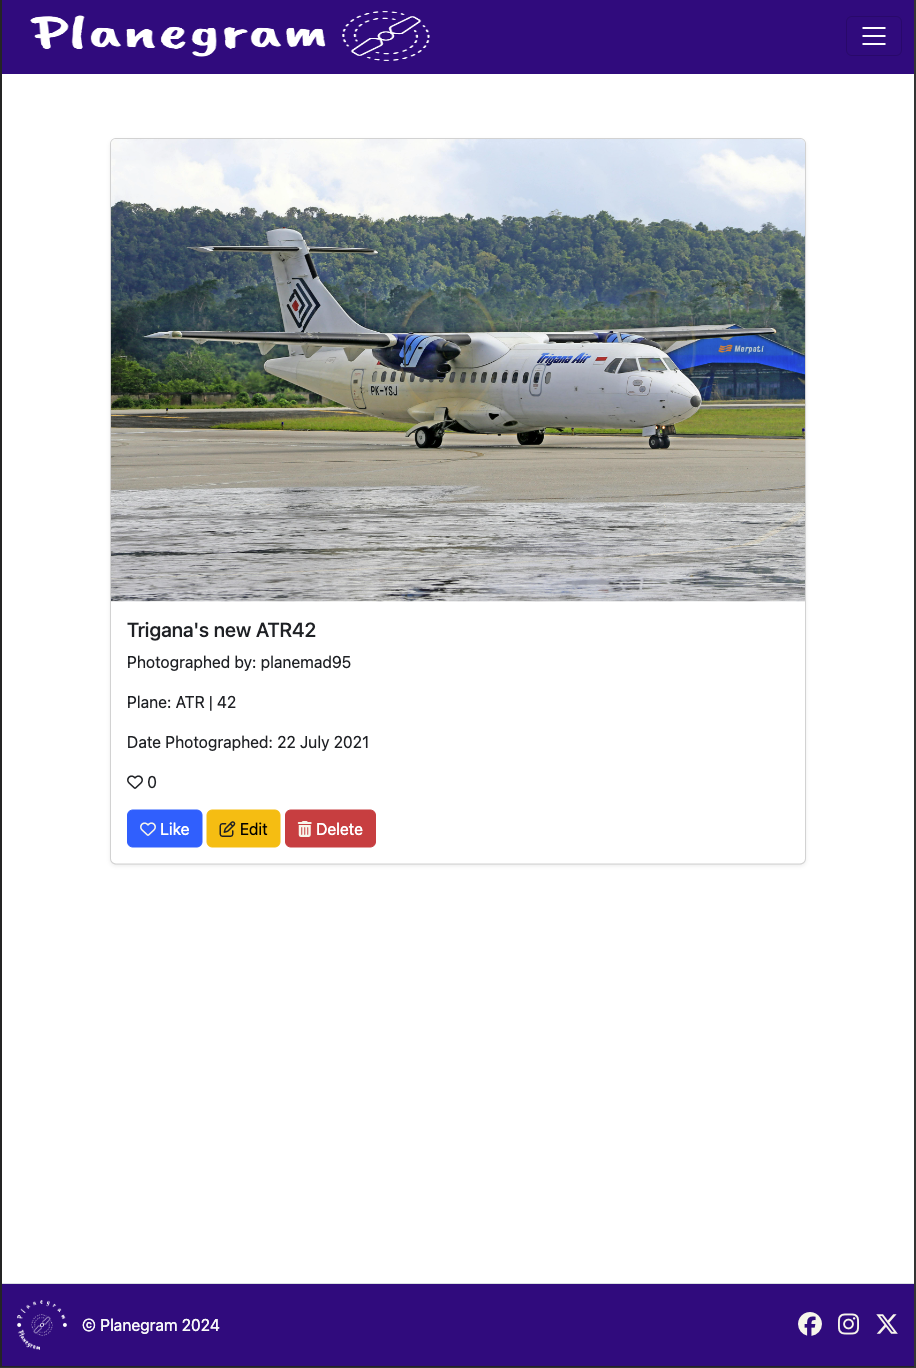 Planegram
Trigana Air
Merpati
PK-YSJ
Trigana's new ATR42
Photographed by: planemad95
Plane: ATR | 42
Date Photographed: 22 July 2021
0
Like Edit Delete
Planegram
Planegram
© Planegram 2024